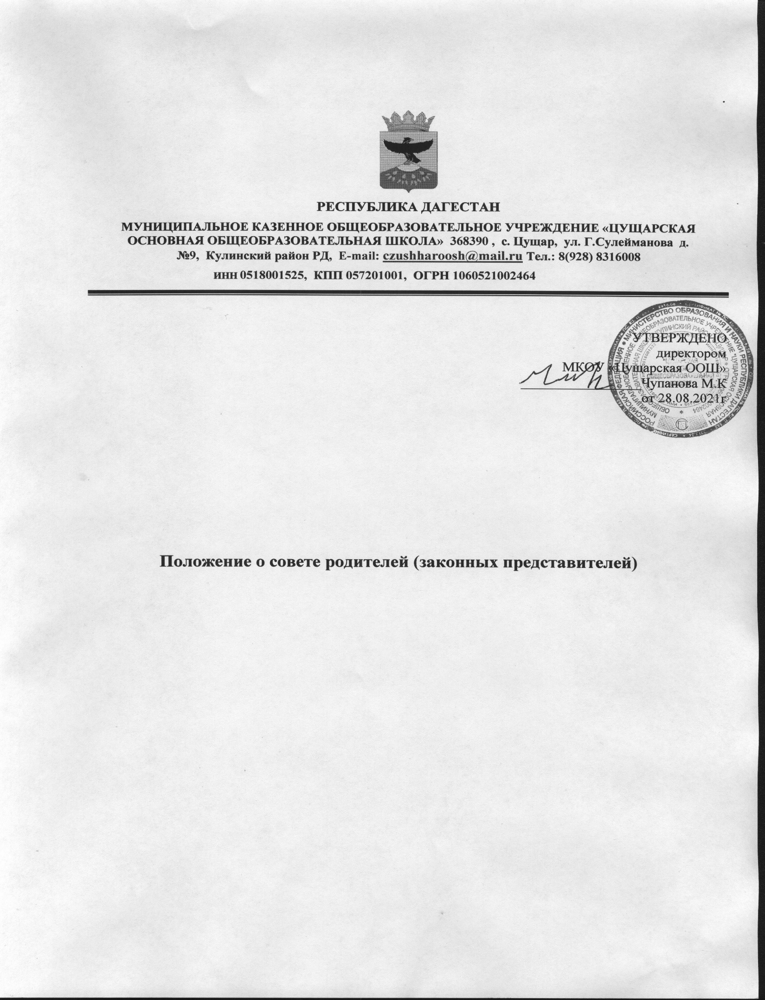 РЕСПУБЛИКА ДАГЕСТАН
МУНИЦИПАЛЬНОЕ КАЗЕННОЕ ОБЩЕОБРАЗОВАТЕЛЬНОЕ УЧРЕЖДЕНИЕ «ЦУЩАРСКАЯ
ОСНОВНАЯ ОБЩЕОБРАЗОВАТЕЛЬНАЯ ШКОЛА» 368390 , с. Цущар, ул. Г.Сулейманова д.
№9, Кулинский район РД, E-mail: czushharoosh@mail.ru Тел.: 8(928) 8316008
инн 0518001525, КПП 057201001, ОГРН 1060521002464
УТВЕРЖДЕНО
директором
МКОУ «Цущарская ООШ»
Чупанова М.К
от 28.08.2021г
РОССИЙСКАЯ ФЕДЕРАЦИЯ * МИНИСТЕРСТВО ОБРАЗОВАНИЯ И НАУКИ РЕСПУБЛИКИ ДАГЕСТАН
Положение о совете родителей (законных представителей)